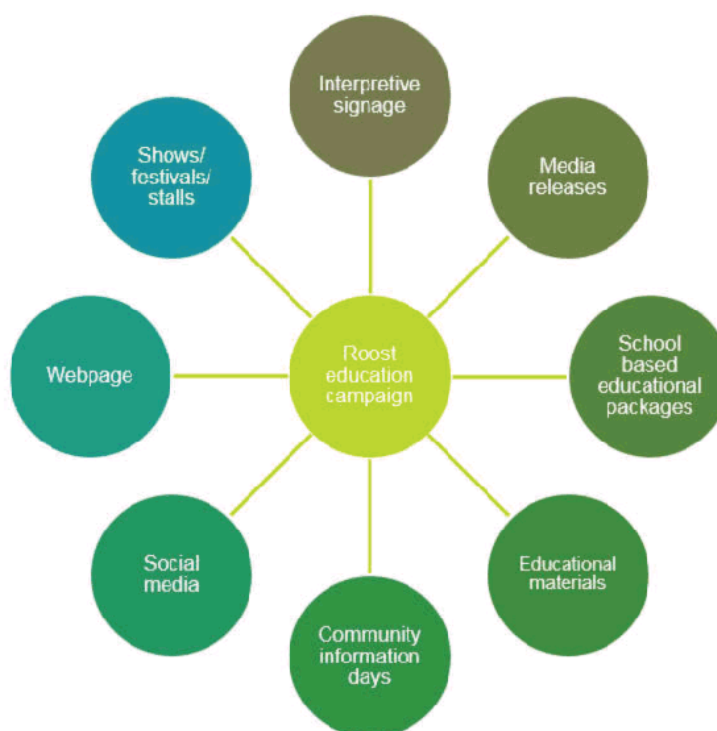 Interpretive
signage
Media
releases
School
based
educational
packages
Educational
materials
Community
information
days
Social
media
Webpage
Shows/
festivals/
stalls
Roost
education
campaign